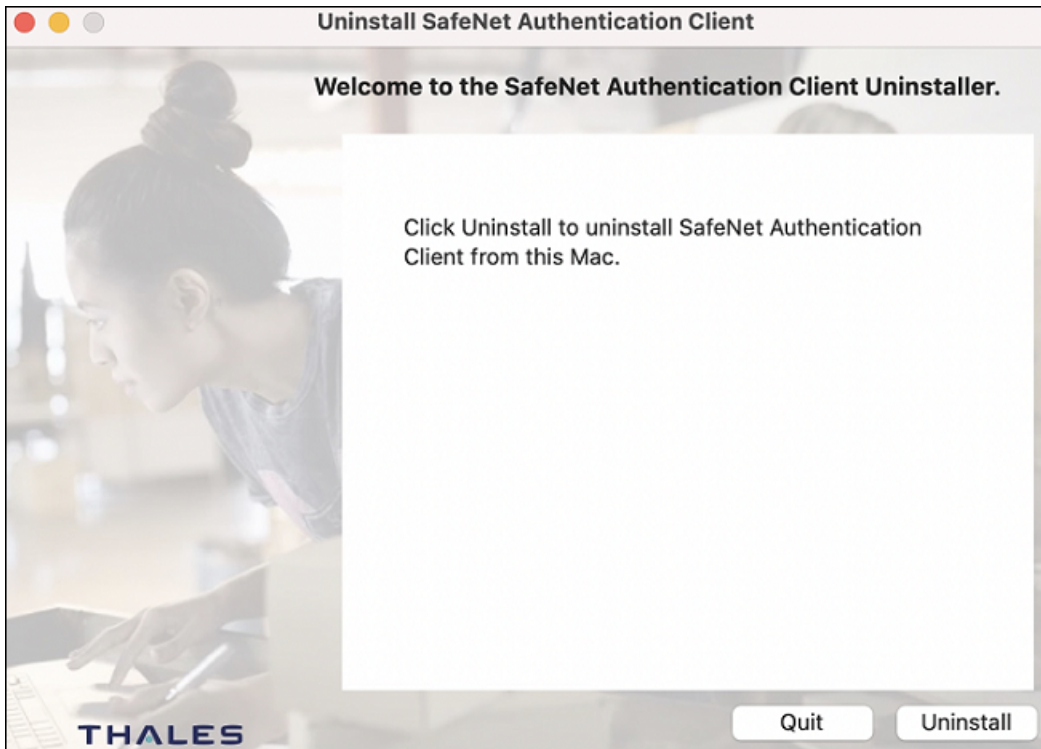 Uninstall SafeNet Authentication Client
Welcome to the SafeNet Authentication Client Uninstaller.
Click Uninstall to uninstall SafeNet Authentication
Client from this Mac.
THALES
Quit
Uninstall